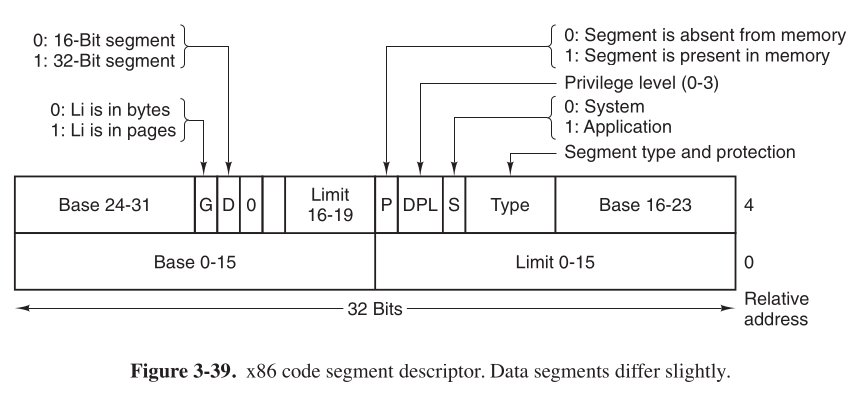 0: 16-Bit segment
1: 32-Bit segment
0: Li is in bytes
1: Li is in pages
0: Segment is absent from memory
1: Segment is present in memory
Privilege level (0-3)
0: System
1: Application
Segment type and protection
Base 24-31
G
D
0
Limit
16-19
P
DPL
S
Type
Base 16-23
4
Base 0-15
Limit 0-15
0
32 Bits
Relative
address
Figure 3-39. x86 code segment descriptor. Data segments differ slightly.